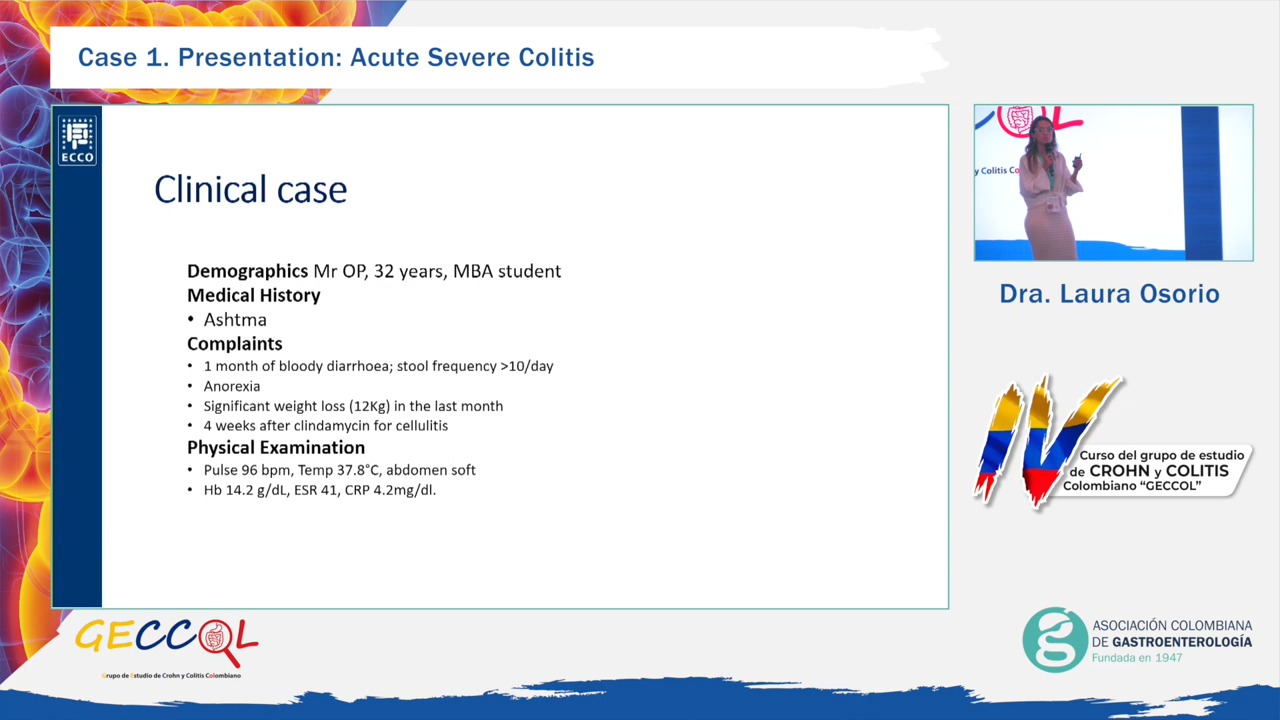 Case 1. Presentation: Acute Severe Colitis
ECCO
Clinical case
Demographics Mr OP, 32 years, MBA student
Medical History
• Ashtma
Complaints
• 1 month of bloody diarrhoea; stool frequency >10/day
• Anorexia
• Significant weight loss (12Kg) in the last month
• 4 weeks after clindamycin for cellulitis
Physical Examination
• Pulse 96 bpm, Temp 37.8°C, abdomen soft
• Hb 14.2 g/dL, ESR 41, CRP 4.2mg/dl.
y Colitis Co
Dra. Laura Osorio
IV
Curso del grupo de estudio
de CROHN y COLITIS
Colombiano “GECCOL”
GECCOL
Grupo de Estudio de Crohn y Colitis Colombiano
ASOCIACIÓN COLOMBIANA
DE GASTROENTEROLOGÍA
Fundada en 1947